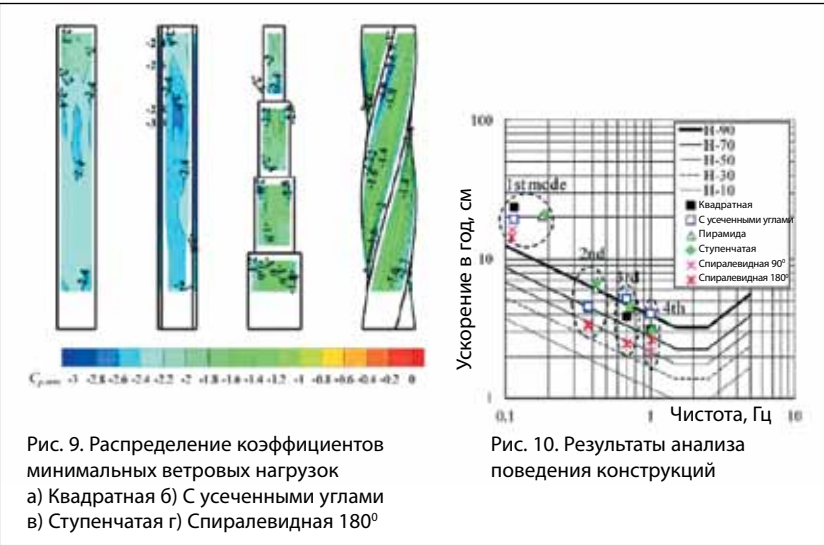 C
-3 -2.8 -2.6 -2.4 -2.2 -2 -1.8 -1.6 -1.4 -1.2 -1 -0.8 -0.6 -0.4 -0.2 0
Рис. 9. Распределение коэффициентов
минимальных ветровых нагрузок
а) Квадратная б) С усеченными углами
в) Ступенчатая г) Спиралевидная 180⁰
Ускорение в год, см
100
10
1
0,1
1
10
Чистота, Гц
1st mode
2nd
3rd
4th
H-90
H-70
H-50
H-30
H-10
Квадратная
С усеченными углами
Пирамида
Ступенчатая
Спиралевидная 90⁰
Спиралевидная 180⁰
Рис. 10. Результаты анализа
поведения конструкций